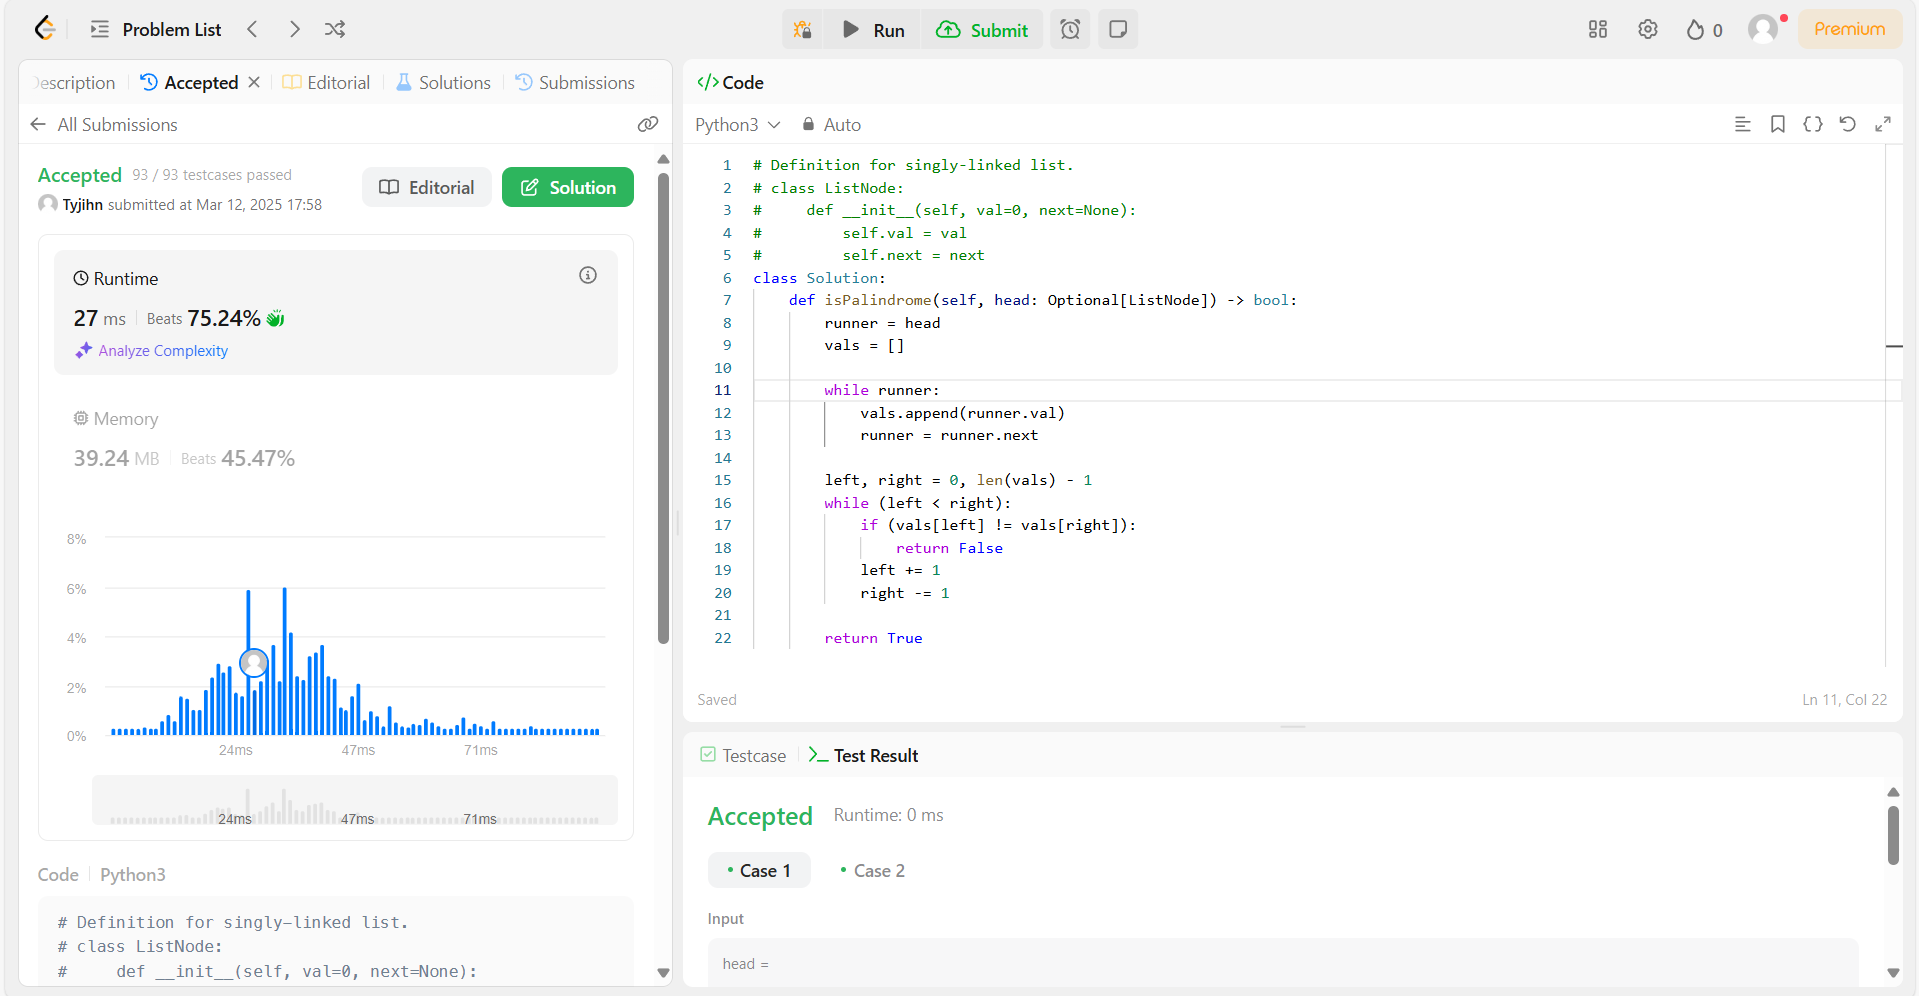 Problem List
Run
Submit
0
Premium
Description
Accepted
Editorial
Solutions
Submissions
All Submissions
Accepted 93 / 93 testcases passed
Tyjihn submitted at Mar 12, 2025 17:58
Editorial
Solution
Runtime
27 ms Beats 75.24%
Analyze Complexity
Memory
39.24 MB Beats 45.47%
8%
6%
4%
2%
0%
24ms 47ms 71ms
24ms 47ms 71ms
Code Python3
# Definition for singly-linked list.
# class ListNode:
#     def __init__(self, val=0, next=None):
</> Code
Python3 Auto
1 # Definition for singly-linked list.
2 # class ListNode:
3 #     def __init__(self, val=0, next=None):
4 #         self.val = val
5 #         self.next = next
6 class Solution:
7     def isPalindrome(self, head: Optional[ListNode]) -> bool:
8         runner = head
9         vals = []
10
11         while runner:
12             vals.append(runner.val)
13             runner = runner.next
14
15         left, right = 0, len(vals) - 1
16         while (left < right):
17             if (vals[left] != vals[right]):
18                 return False
19             left += 1
20             right -= 1
21
22         return True
Saved
Ln 11, Col 22
Testcase
Test Result
Accepted Runtime: 0 ms
Case 1
Case 2
Input
head =